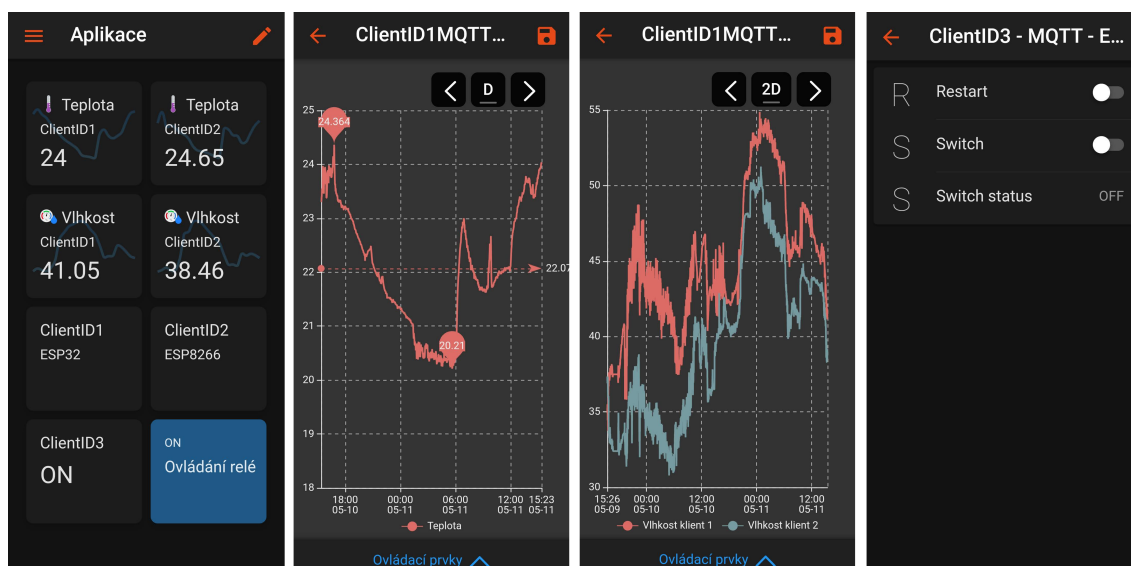 Aplikace
Teplota
ClientID1
24
Teplota
ClientID2
24.65
Vlhkost
ClientID1
41.05
Vlhkost
ClientID2
38.46
ClientID1
ESP32
ClientID2
ESP8266
ClientID3
ON
ON
Ovládání relé
ClientID1MQTT...
D
25
24
23
22
21
20
19
18
24.364
22.07
20.21
18:00 00:00 06:00 12:00 15:23
05-10 05-11 05-11 05-11 05-11
Teplota
Ovládací prvky
ClientID1MQTT...
2D
55
50
45
40
35
30
15:26 00:00 12:00 00:00 12:00
05-09 05-10 05-10 05-11 05-11
Vlhkost klient 1 Vlhkost klient 2
Ovládací prvky
ClientID3 - MQTT - E...
R Restart
S Switch
S Switch status OFF